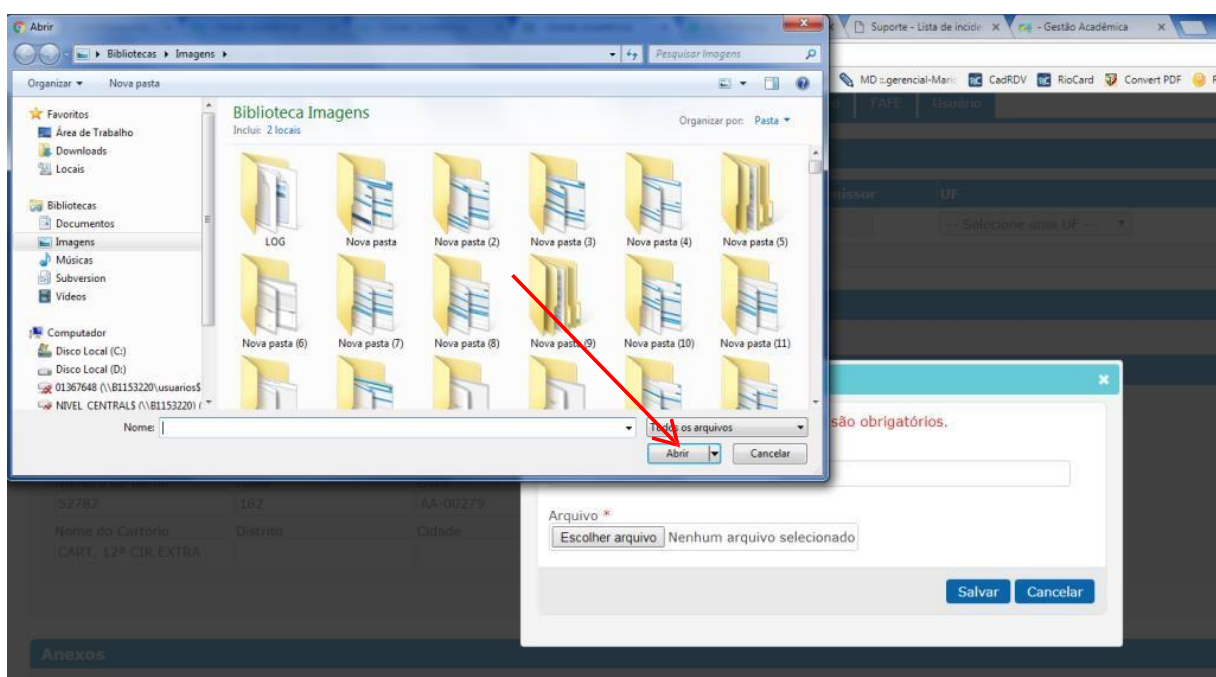 Abrir
Suporte - Lista de incide
- Gestão Acadêmica
Bibliotecas
Imagens
Pesquisar Imagens
MD ::.gerencial-Maric
CadRDV
RioCard
Convert PDF
Organizar
Nova pasta
FAFE
Usuário
Favoritos
Área de Trabalho
Downloads
Locais
Bibliotecas
Documentos
Imagens
Músicas
Subversion
Vídeos
Computador
Disco Local (C:)
Disco Local (D:)
01367648 (\\B1153220\usuarios$
NIVEL CENTRAL$ (\\B1153220) (
Biblioteca Imagens
Inclui: 2 locais
Organizar por: Pasta
LOG
Nova pasta
Nova pasta (2)
Nova pasta (3)
Nova pasta (4)
Nova pasta (5)
Nova pasta (6)
Nova pasta (7)
Nova pasta (8)
Nova pasta (9)
Nova pasta (10)
Nova pasta (11)
Nome:
Todos os arquivos
Abrir
Cancelar
UF
-- Selecione uma UF --
são obrigatórios.
52782
182
AA-00279
Nome do Cartório
Distrito
Cidade
CART. 12ª CIR.EXTRA
Arquivo *
Escolher arquivo
Nenhum arquivo selecionado
Salvar
Cancelar
Anexos